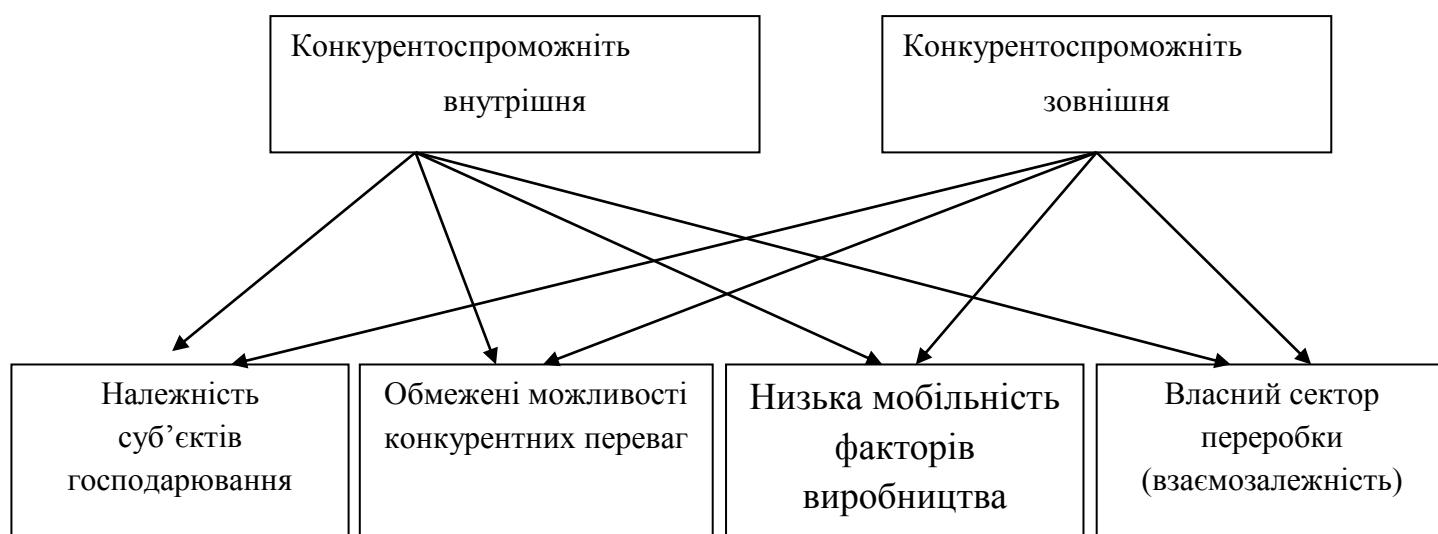 Конкурентоспроможніть
внутрішня
Конкурентоспроможніть
зовнішня
Належність
суб’єктів
господарювання
Обмежені можливості
конкурентних переваг
Низька мобільність
факторів
виробництва
Власний сектор
переробки
(взаємозалежність)